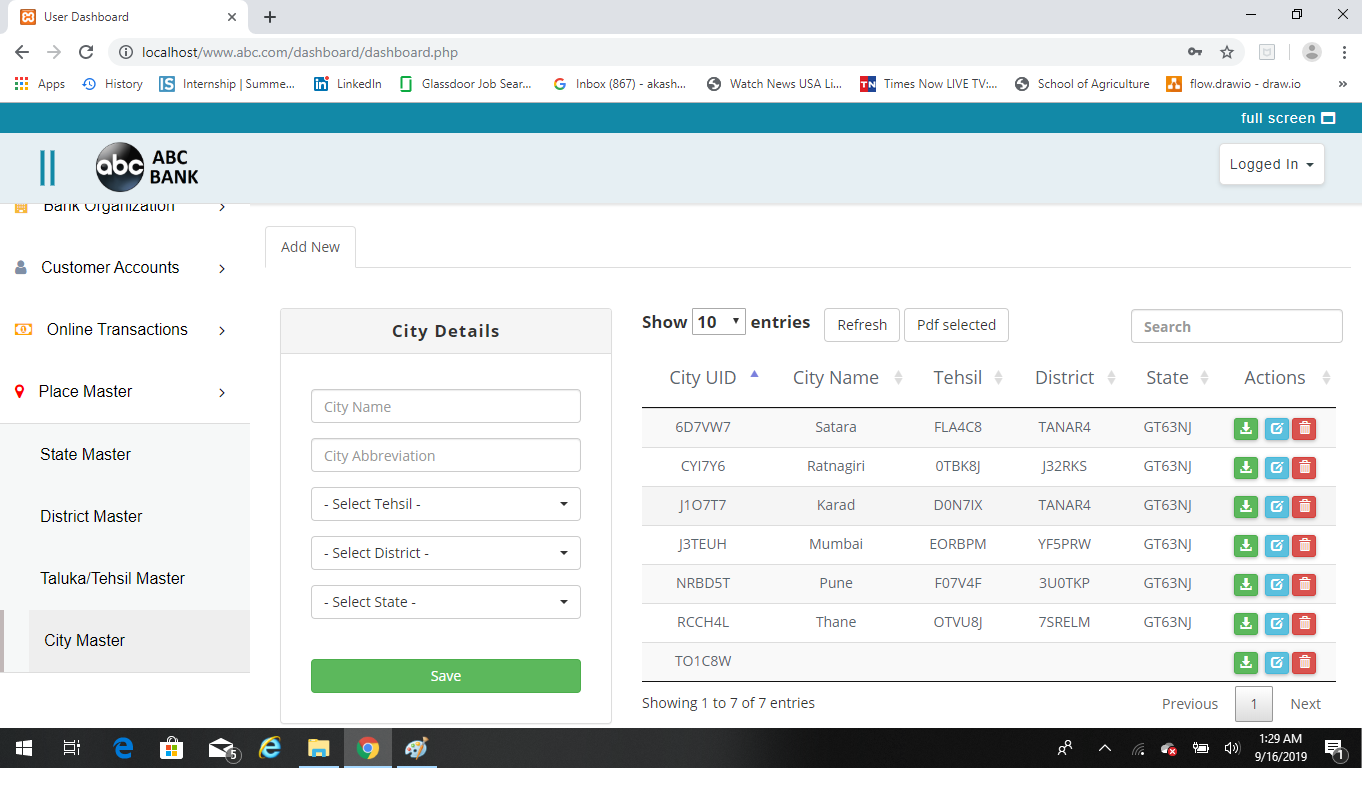 User Dashboard
localhost/www.abc.com/dashboard/dashboard.php
Apps History Internship | Summe... LinkedIn Glassdoor Job Sear... Inbox (867) - akash... Watch News USA Li... Times Now LIVE TV:... School of Agriculture flow.drawio - draw.io »
full screen
abc ABC BANK
Logged In
Bank Organization
Customer Accounts
Online Transactions
Place Master
State Master
District Master
Taluka/Tehsil Master
City Master
Add New
City Details
City Name
City Abbreviation
- Select Tehsil -
- Select District -
- Select State -
Save
Show 10 entries Refresh Pdf selected Search
City UID City Name Tehsil District State Actions
6D7VW7 Satara FLA4C8 TANAR4 GT63NJ
CYI7Y6 Ratnagiri 0TBK8J J32RKS GT63NJ
J1O7T7 Karad D0N7IX TANAR4 GT63NJ
J3TEUH Mumbai EORBPM YF5PRW GT63NJ
NRBD5T Pune F07V4F 3U0TKP GT63NJ
RCCH4L Thane OTVU8J 7SRELM GT63NJ
TO1C8W
Showing 1 to 7 of 7 entries Previous 1 Next
5
1:29 AM
9/16/2019
1